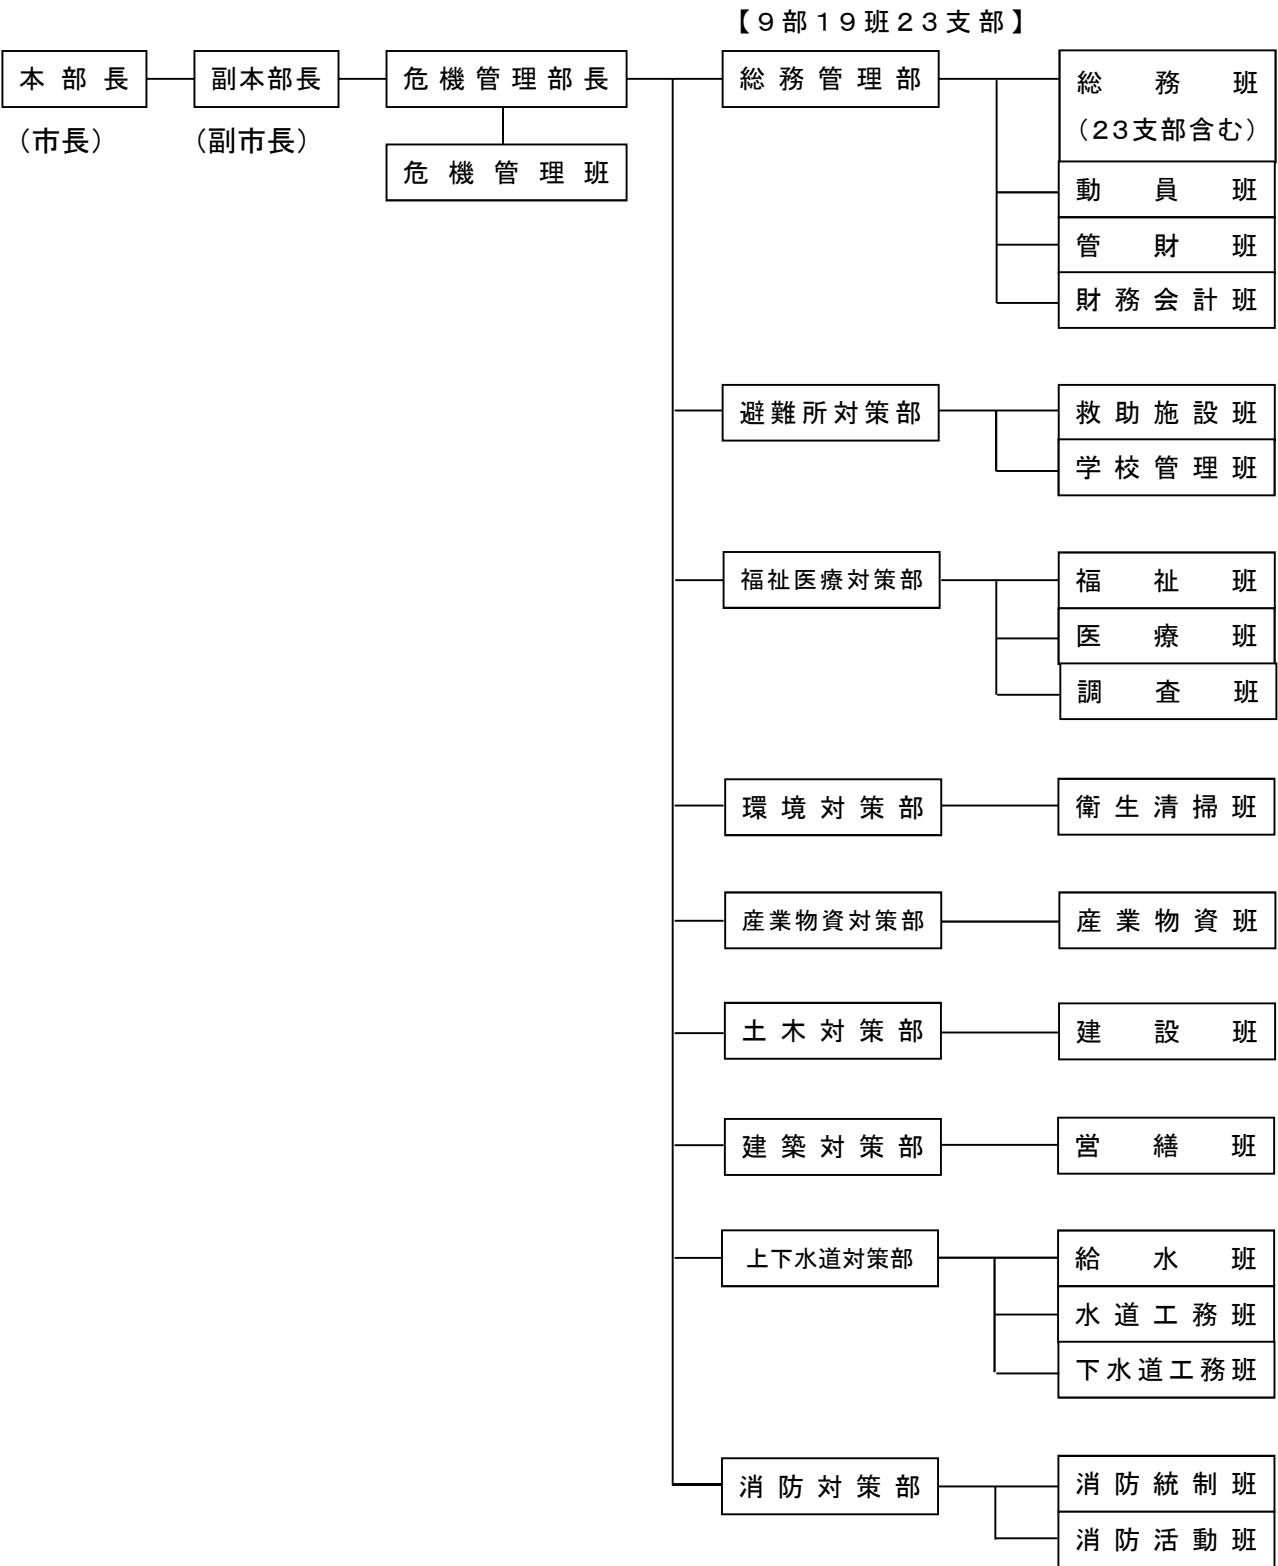 【９部１９班２３支部】
本部長
副本部長
危機管理部長
総務管理部
総務班
（23支部含む）
（市長）
（副市長）
危機管理班
動員班
管財班
財務会計班
避難所対策部
救助施設班
学校管理班
福祉医療対策部
福祉班
医療班
調査班
環境対策部
衛生清掃班
産業物資対策部
産業物資班
土木対策部
建設班
建築対策部
営繕班
上下水道対策部
給水班
水道工務班
下水道工務班
消防対策部
消防統制班
消防活動班